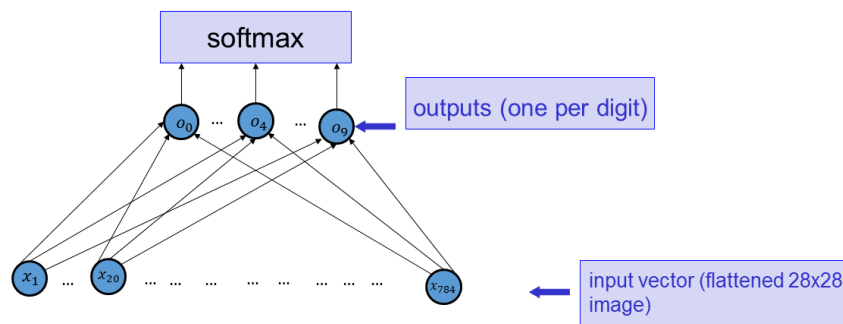 softmax
o₀ ... o₄ ... o₉
outputs (one per digit)
x₁ ... x₂₀ ... ... ... ... ... ... ... ... x₇₈₄
input vector (flattened 28x28
image)